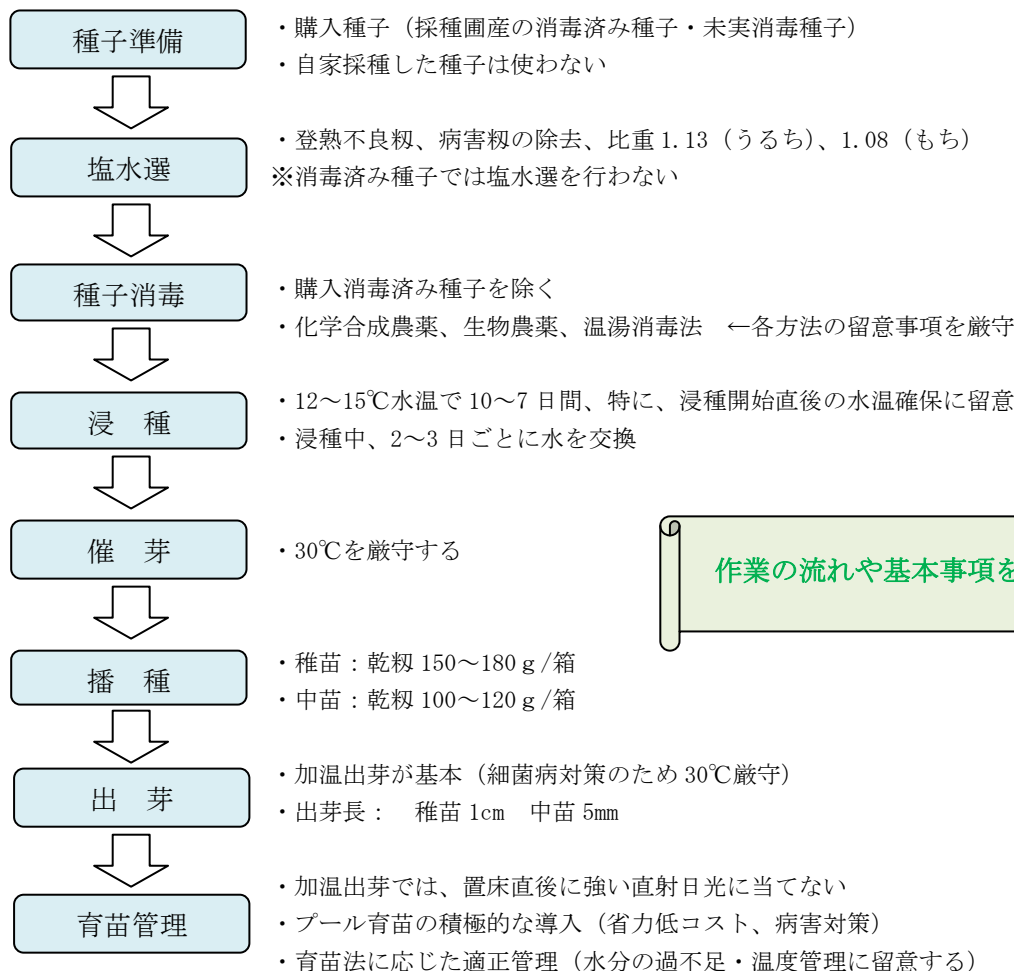 種子準備
・購入種子（採種圃産の消毒済み種子・未実消毒種子）
・自家採種した種子は使わない
塩水選
・登熟不良籾、病害籾の除去、比重 1.13（うるち）、1.08（もち）
※消毒済み種子では塩水選を行わない
種子消毒
・購入消毒済み種子を除く
・化学合成農薬、生物農薬、温湯消毒法　←各方法の留意事項を厳守
浸　種
・12～15℃水温で 10～7 日間、特に、浸種開始直後の水温確保に留意
・浸種中、2～3 日ごとに水を交換
催　芽
・30℃を厳守する
作業の流れや基本事項を
播　種
・稚苗：乾籾 150～180ｇ/箱
・中苗：乾籾 100～120ｇ/箱
出　芽
・加温出芽が基本（細菌病対策のため 30℃厳守）
・出芽長：　稚苗 1cm　中苗 5mm
育苗管理
・加温出芽では、置床直後に強い直射日光に当てない
・プール育苗の積極的な導入（省力低コスト、病害対策）
・育苗法に応じた適正管理（水分の過不足・温度管理に留意する）